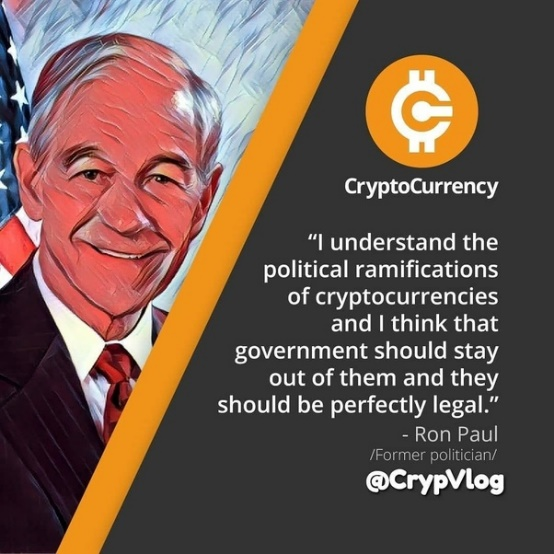 CryptoCurrency
“I understand the
political ramifications
of cryptocurrencies
and I think that
government should stay
out of them and they
should be perfectly legal.”
- Ron Paul
/Former politician/
@CrypVlog